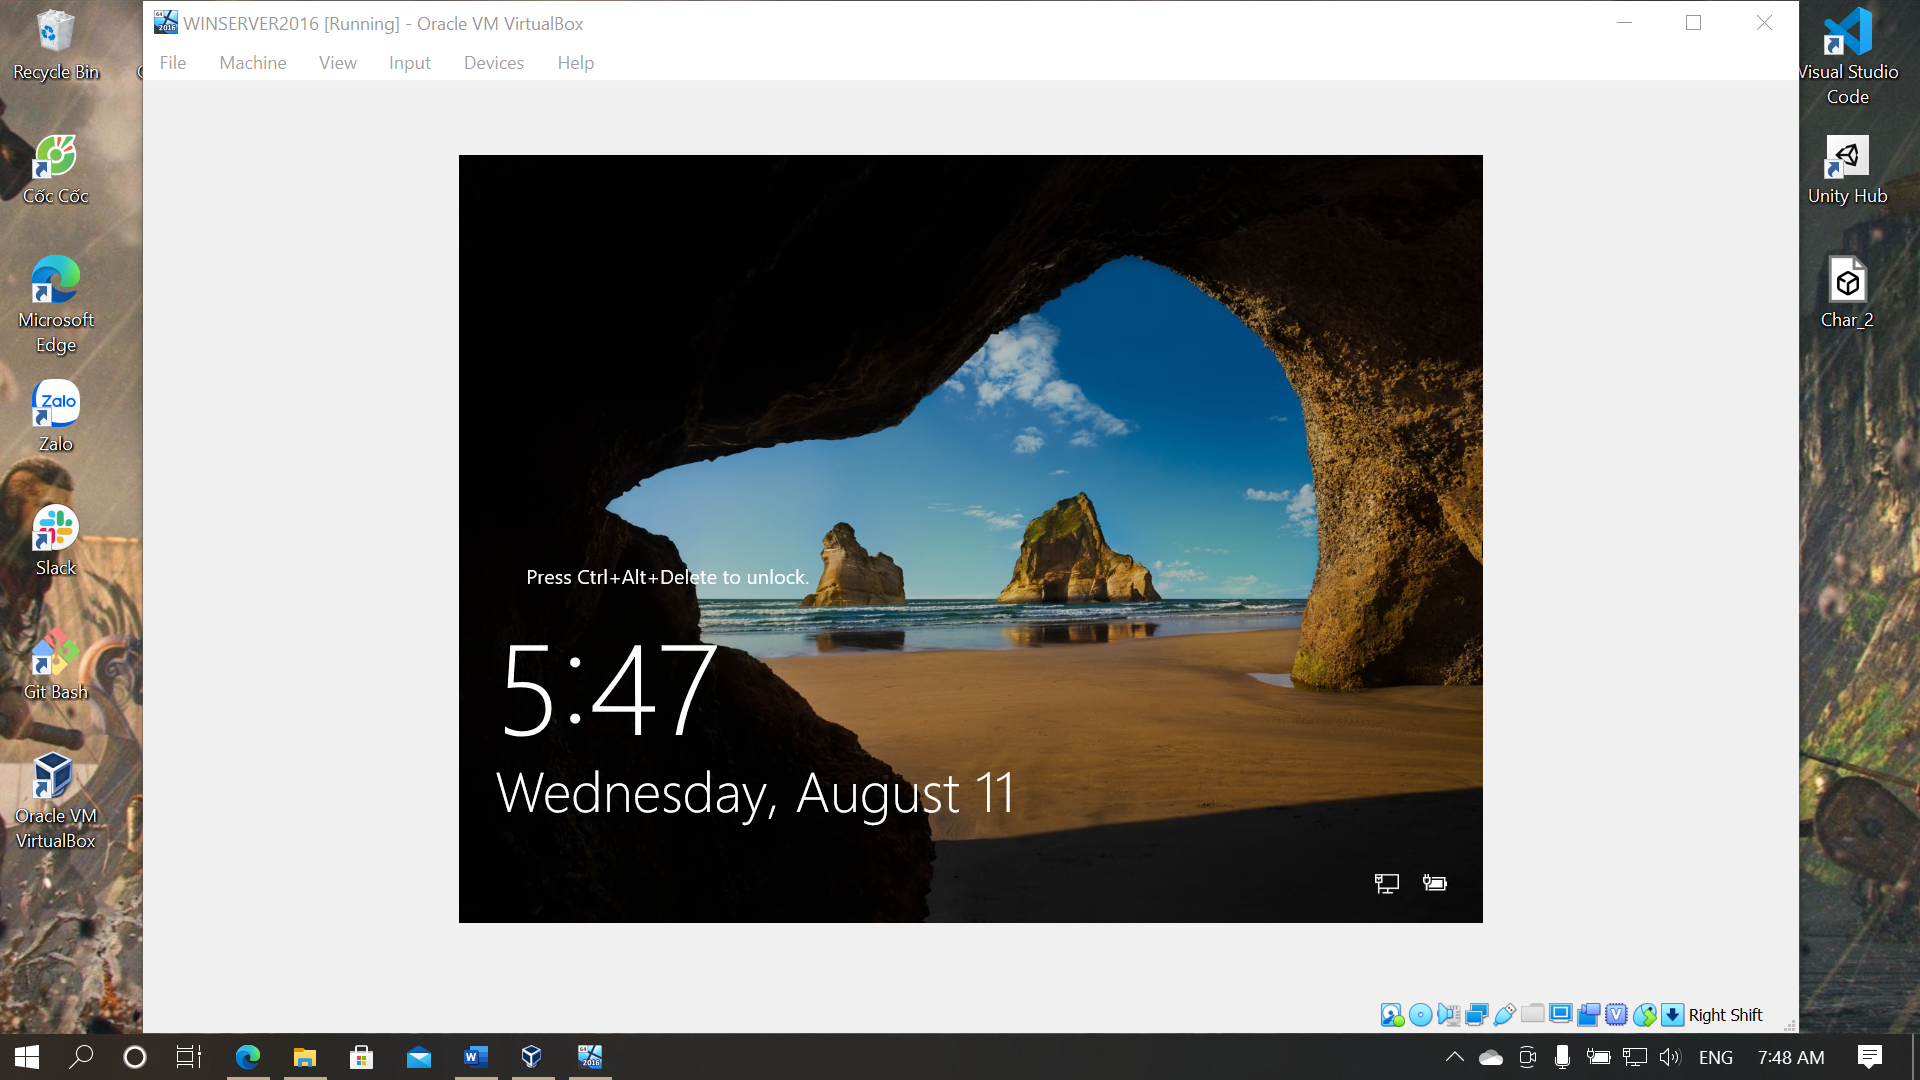 WINSERVER2016 [Running] - Oracle VM VirtualBox
File Machine View Input Devices Help
Recycle Bin
Cốc Cốc
Microsoft
Edge
Zalo
Zalo
Slack
Git Bash
Oracle VM
VirtualBox
Visual Studio
Code
Unity Hub
Char_2
Press Ctrl+Alt+Delete to unlock.
5:47
Wednesday, August 11
Right Shift
ENG 7:48 AM